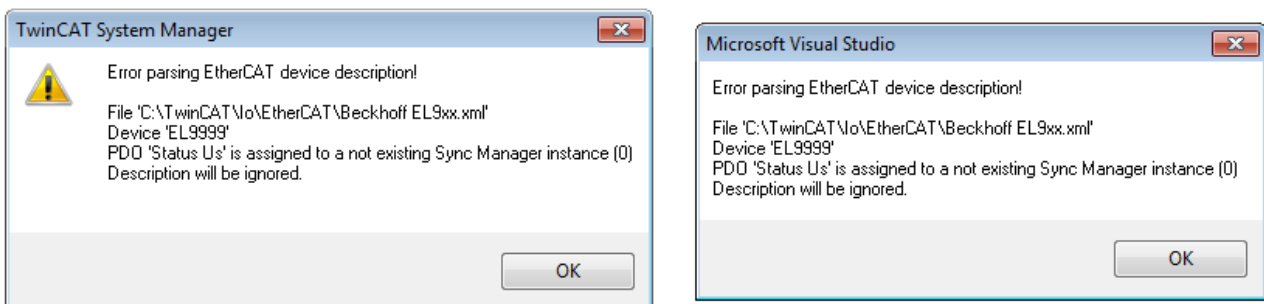 TwinCAT System Manager
Error parsing EtherCAT device description!
File 'C:\TwinCAT\Io\EtherCAT\Beckhoff EL9xx.xml'
Device 'EL9999'
PDO 'Status Us' is assigned to a not existing Sync Manager instance (0)
Description will be ignored.
OK
Microsoft Visual Studio
Error parsing EtherCAT device description!
File 'C:\TwinCAT\Io\EtherCAT\Beckhoff EL9xx.xml'
Device 'EL9999'
PDO 'Status Us' is assigned to a not existing Sync Manager instance (0)
Description will be ignored.
OK